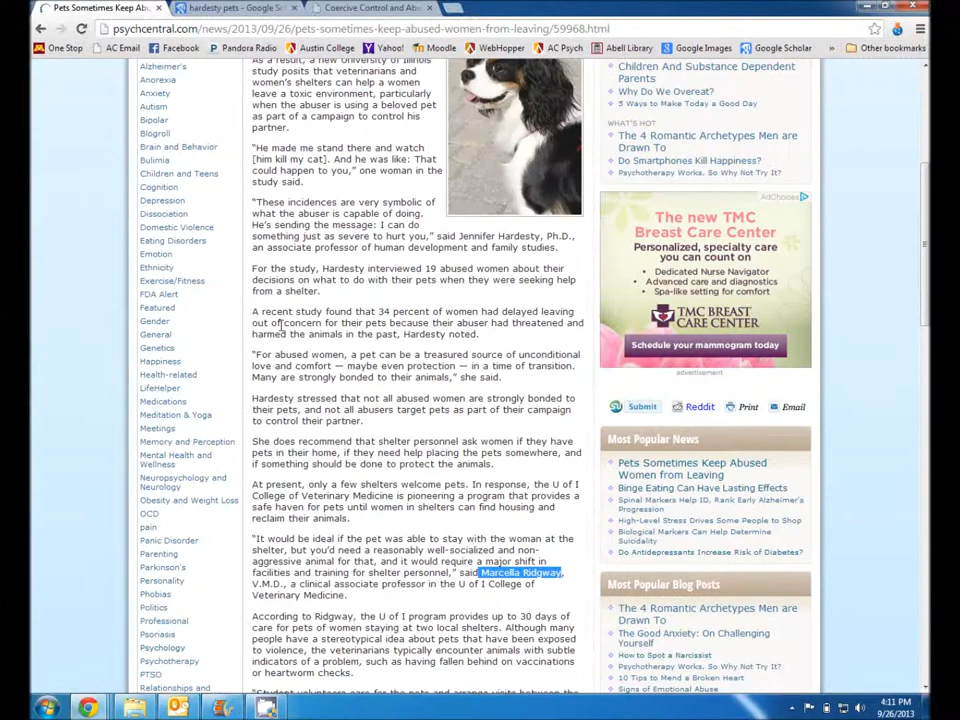 Pets Sometimes Keep Abu
hardesty pets - Google Se
Coercive Control and Abu
psychcentral.com/news/2013/09/26/pets-sometimes-keep-abused-women-from-leaving/59968.html
One Stop
AC Email
Facebook
Pandora Radio
Austin College
Yahoo!
Moodle
WebHopper
AC Psych
Abell Library
Google Images
Google Scholar
»
Other bookmarks
Alzheimer's
Anorexia
Anxiety
Autism
Bipolar
Blogroll
Brain and Behavior
Bulimia
Children and Teens
Cognition
Depression
Dissociation
Domestic Violence
Eating Disorders
Emotion
Ethnicity
Exercise/Fitness
FDA Alert
Featured
Gender
General
Genetics
Happiness
Health-related
LifeHelper
Medications
Meditation & Yoga
Meetings
Memory and Perception
Mental Health and
Wellness
Neuropsychology and
Neurology
Obesity and Weight Loss
OCD
pain
Panic Disorder
Parenting
Parkinson's
Personality
Phobias
Politics
Professional
Psoriasis
Psychology
Psychotherapy
PTSD
Relationships and
As a result, a new University of Illinois
study posits that veterinarians and
women's shelters can help a women
leave a toxic environment, particularly
when the abuser is using a beloved pet
as part of a campaign to control his
partner.
“He made me stand there and watch
[him kill my cat]. And he was like: That
could happen to you,” one woman in the
study said.
“These incidences are very symbolic of
what the abuser is capable of doing.
He's sending the message: I can do
something just as severe to hurt you,” said Jennifer Hardesty, Ph.D.,
an associate professor of human development and family studies.
For the study, Hardesty interviewed 19 abused women about their
decisions on what to do with their pets when they were seeking help
from a shelter.
A recent study found that 34 percent of women had delayed leaving
out of concern for their pets because their abuser had threatened and
harmed the animals in the past, Hardesty noted.
“For abused women, a pet can be a treasured source of unconditional
love and comfort — maybe even protection — in a time of transition.
Many are strongly bonded to their animals,” she said.
Hardesty stressed that not all abused women are strongly bonded to
their pets, and not all abusers target pets as part of their campaign
to control their partner.
She does recommend that shelter personnel ask women if they have
pets in their home, if they need help placing the pets somewhere, and
if something should be done to protect the animals.
At present, only a few shelters welcome pets. In response, the U of I
College of Veterinary Medicine is pioneering a program that provides a
safe haven for pets until women in shelters can find housing and
reclaim their animals.
“It would be ideal if the pet was able to stay with the woman at the
shelter, but you'd need a reasonably well-socialized and non-
aggressive animal for that, and it would require a major shift in
facilities and training for shelter personnel,” said Marcella Ridgway,
V.M.D., a clinical associate professor in the U of I College of
Veterinary Medicine.
According to Ridgway, the U of I program provides up to 30 days of
care for pets of women staying at two local shelters. Although many
people have a stereotypical idea about pets that have been exposed
to violence, the veterinarians typically encounter animals with subtle
indicators of a problem, such as having fallen behind on vaccinations
or heartworm checks.
“Student volunteers care for the pets and arrange visits between the
Children And Substance Dependent
Parents
Why Do We Overeat?
5 Ways to Make Today a Good Day
WHAT'S HOT
The 4 Romantic Archetypes Men are
Drawn To
Do Smartphones Kill Happiness?
Psychotherapy Works, So Why Not Try It?
AdChoices
The new TMC
Breast Care Center
Personalized, specialty care
you can count on
• Dedicated Nurse Navigator
• Advanced care and diagnostics
• Spa-like setting for comfort
TMC BREAST
CARE CENTER
Schedule your mammogram today
advertisement
Submit
Reddit
Print
Email
Most Popular News
Pets Sometimes Keep Abused
Women from Leaving
Binge Eating Can Have Lasting Effects
Spinal Markers Help ID, Rank Early Alzheimer's
Progression
High-Level Stress Drives Some People to Shop
Biological Markers Can Help Determine
Suicidality
Do Antidepressants Increase Risk of Diabetes?
Most Popular Blog Posts
The 4 Romantic Archetypes Men are
Drawn To
The Good Anxiety: On Challenging
Yourself
How to Spot a Narcissist
Psychotherapy Works, So Why Not Try It?
10 Tips to Mend a Broken Heart
Signs of Emotional Abuse
4:11 PM
9/26/2013